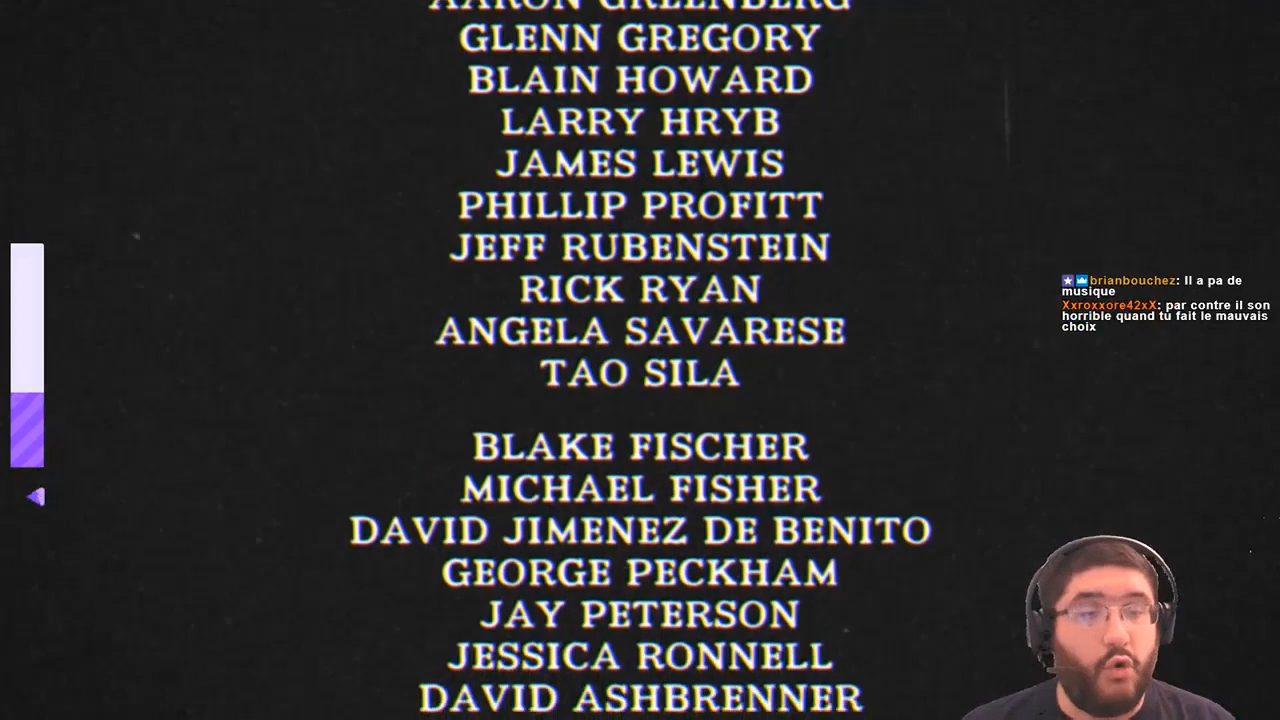 AARON GREENBERG
GLENN GREGORY
BLAIN HOWARD
LARRY HRYB
JAMES LEWIS
PHILLIP PROFITT
JEFF RUBENSTEIN
RICK RYAN
ANGELA SAVARESE
TAO SILA
BLAKE FISCHER
MICHAEL FISHER
DAVID JIMENEZ DE BENITO
GEORGE PECKHAM
JAY PETERSON
JESSICA RONNELL
DAVID ASHBRENNER
brianbouchez: Il a pa de
musique
Xxroxxore42xX: par contre il son
horrible quand tu fait le mauvais
choix